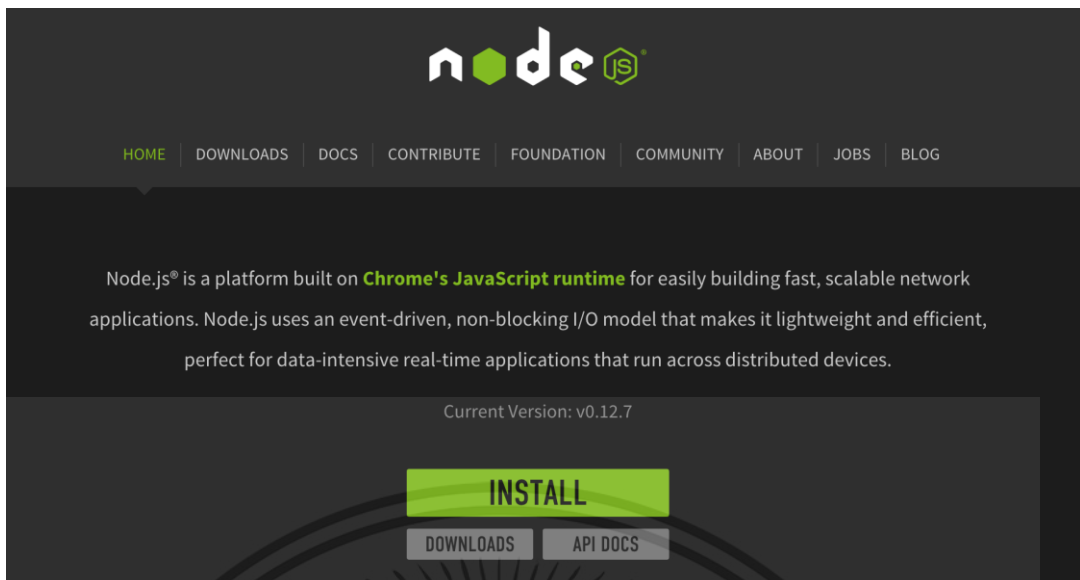 node JS®
HOME DOWNLOADS DOCS CONTRIBUTE FOUNDATION COMMUNITY ABOUT JOBS BLOG
Node.js® is a platform built on Chrome's JavaScript runtime for easily building fast, scalable network
applications. Node.js uses an event-driven, non-blocking I/O model that makes it lightweight and efficient,
perfect for data-intensive real-time applications that run across distributed devices.
Current Version: v0.12.7
INSTALL
DOWNLOADS API DOCS